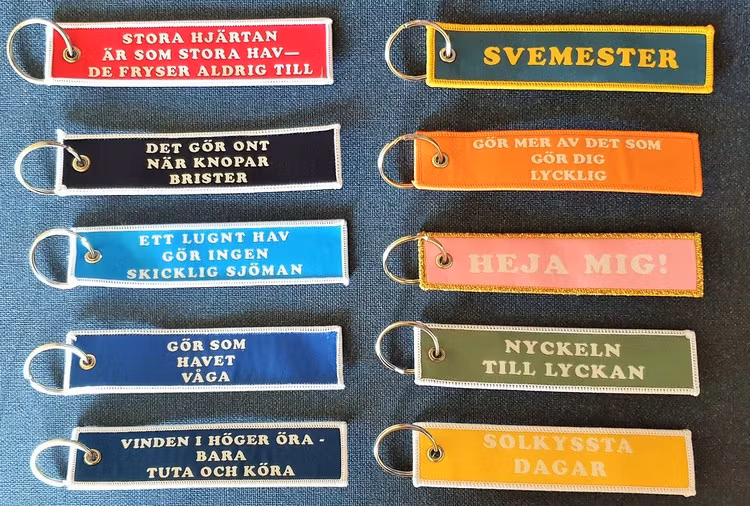 STORA HJÄRTAN
ÄR SOM STORA HAV—
DE FRYSER ALDRIG TILL
DET GÖR ONT
NÄR KNOPAR
BRISTER
ETT LUGNT HAV
GÖR INGEN
SKICKLIG SJÖMAN
GÖR SOM
HAVET
VÅGA
VINDEN I HÖGER ÖRA -
BARA
TUTA OCH KÖRA
SVEMESTER
GÖR MER AV DET SOM
GÖR DIG
LYCKLIG
HEJA MIG!
NYCKELN
TILL LYCKAN
SOLKYSSTA
DAGAR